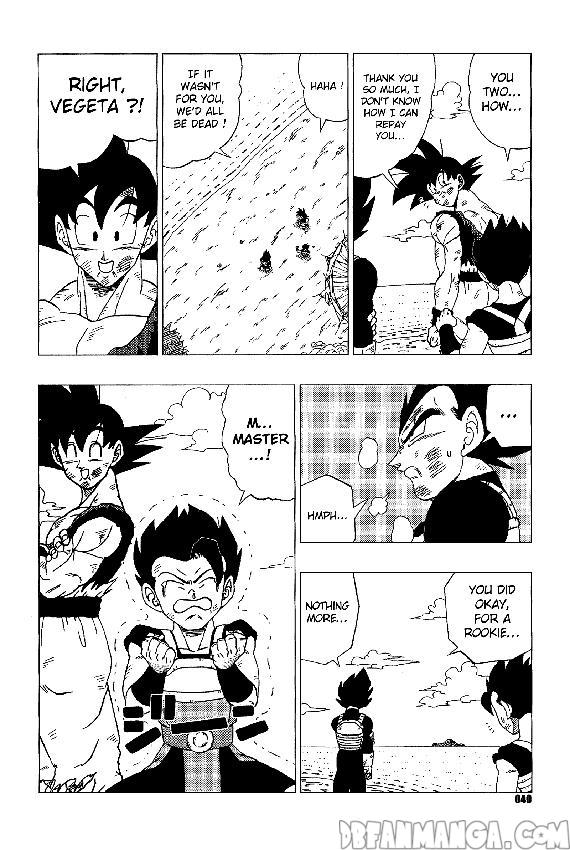 YOU
TWO...
HOW...
THANK YOU
SO MUCH, I
DON'T KNOW
HOW I CAN
REPAY
YOU...
HAHA !
IF IT
WASN'T
FOR YOU,
WE'D ALL
BE DEAD !
RIGHT,
VEGETA ?!
...
HMPH...
M...
MASTER
...!
YOU DID
OKAY,
FOR A
ROOKIE...
NOTHING
MORE...
049
DBFANMANGA.COM